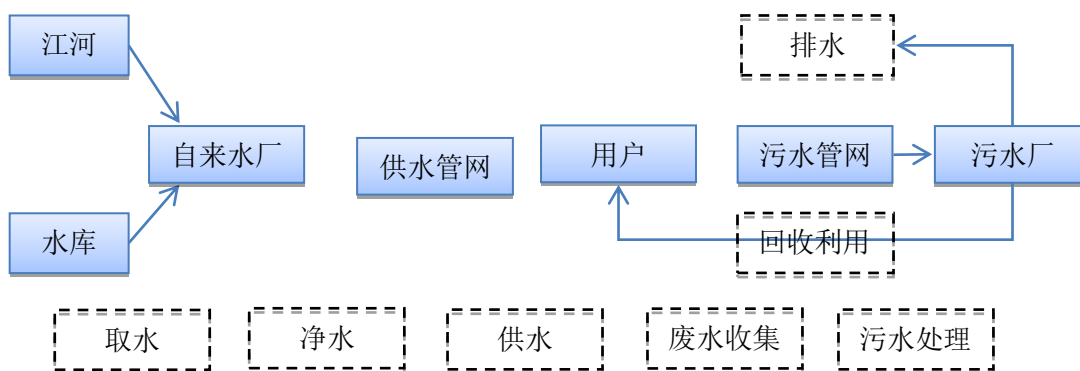 江河
排水
自来水厂
供水管网
用户
污水管网
污水厂
水库
回收利用
取水
净水
供水
废水收集
污水处理